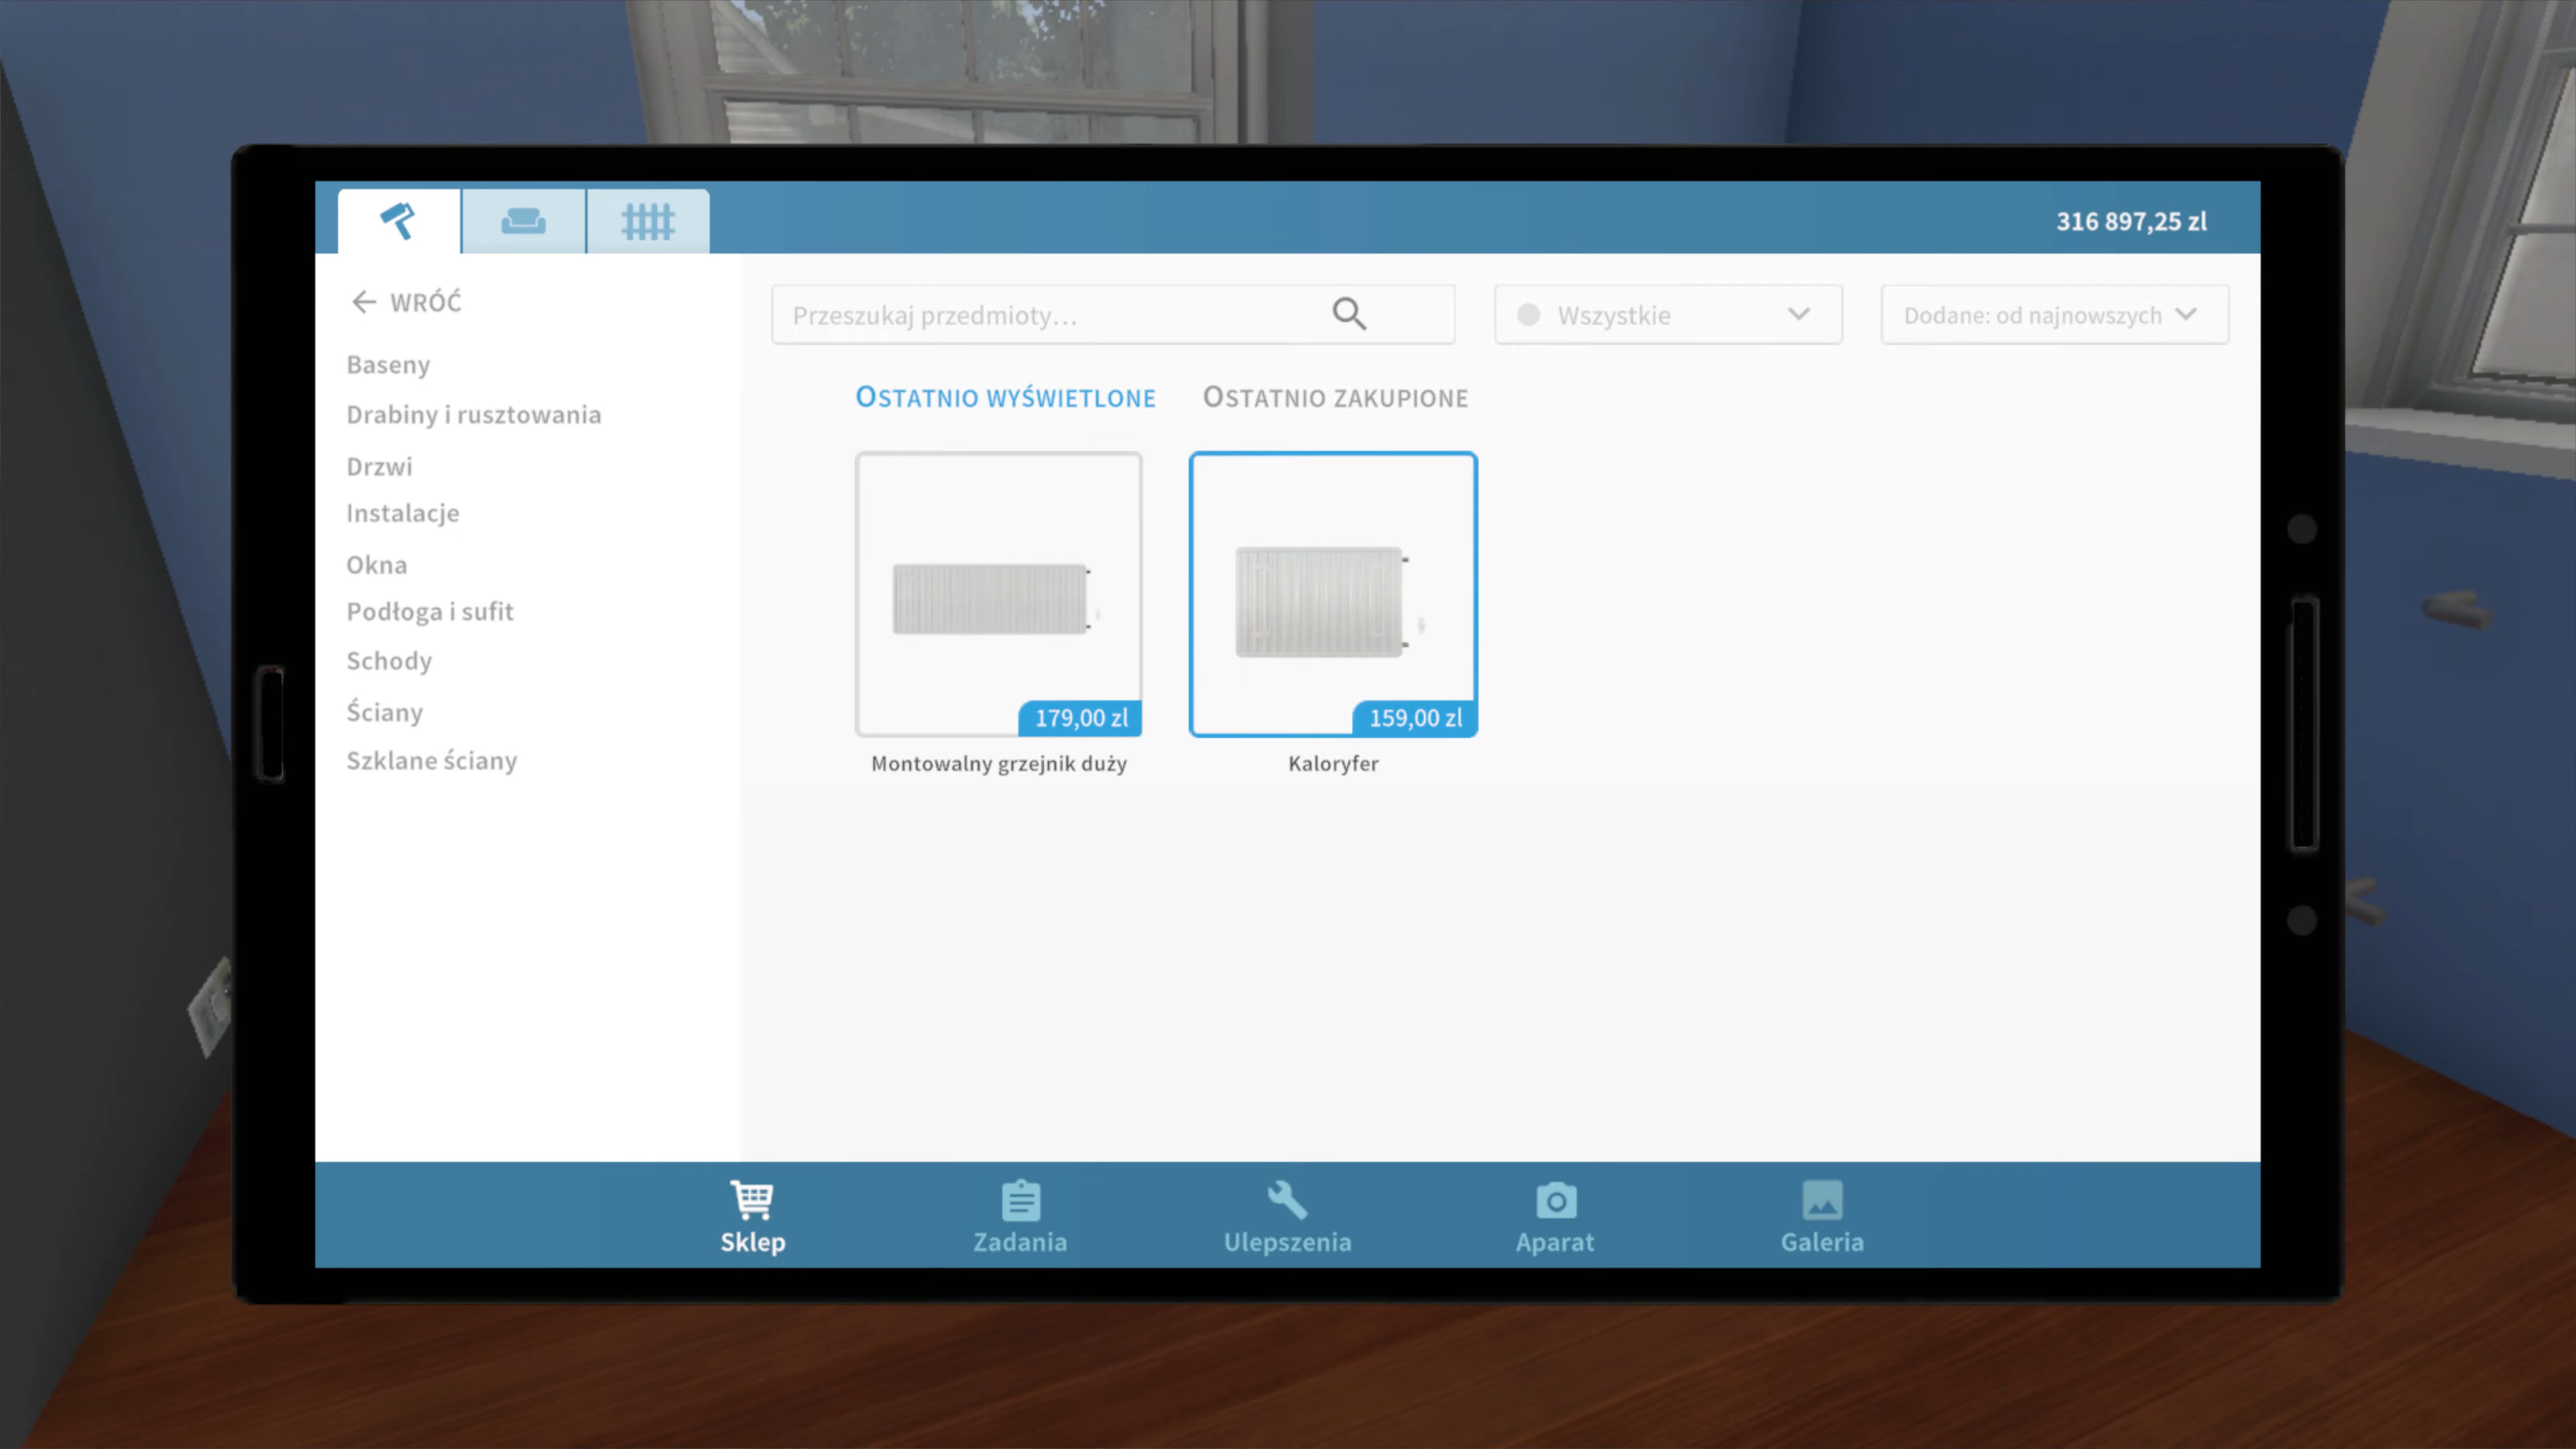 316 897,25 zl
WRÓĆ
Baseny
Drabiny i rusztowania
Drzwi
Instalacje
Okna
Podłoga i sufit
Schody
Ściany
Szklane ściany
Przeszukaj przedmioty...
Wszystkie
Dodane: od najnowszych
OSTATNIO WYŚWIETLONE
OSTATNIO ZAKUPIONE
179,00 zl
Montowalny grzejnik duży
159,00 zl
Kaloryfer
Sklep
Zadania
Ulepszenia
Aparat
Galeria